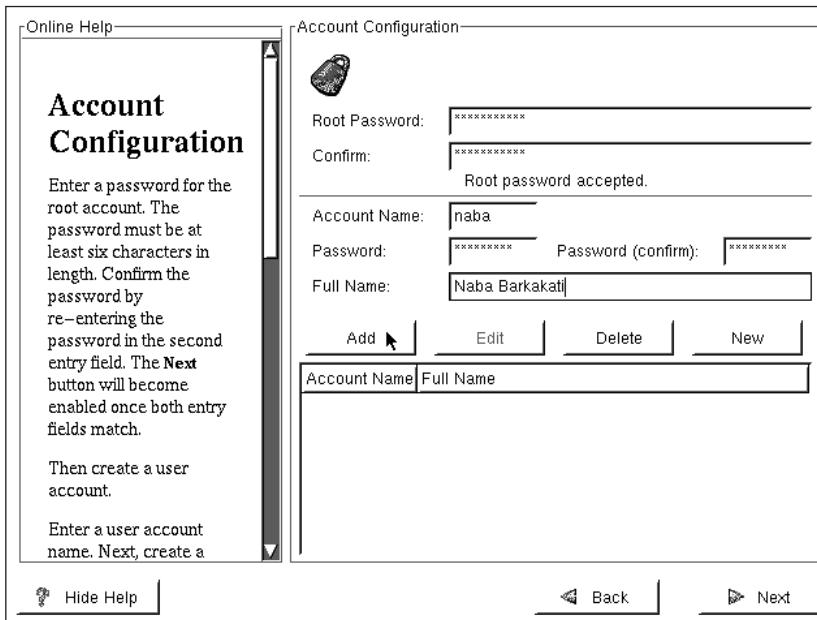 Online Help
Account
Configuration
Enter a password for the
root account. The
password must be at
least six characters in
length. Confirm the
password by
re−entering the
password in the second
entry field. The Next
button will become
enabled once both entry
fields match.
Then create a user
account.
Enter a user account
name. Next, create a
Account Configuration
Root Password: ***********
Confirm: ***********
Root password accepted.
Account Name: naba
Password: ********* Password (confirm): *********
Full Name: Naba Barkakati
Add Edit Delete New
Account Name Full Name
Hide Help Back Next